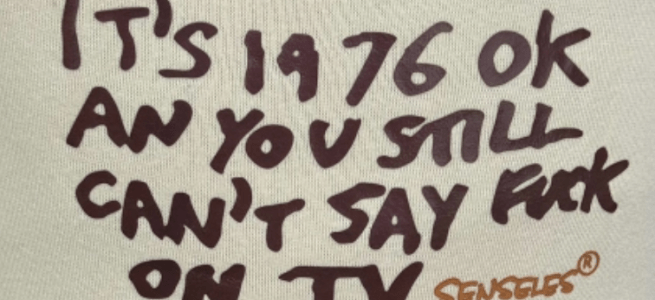 IT'S 1976 OK
AN YOU STILL
CAN'T SAY FUCK
ON TV SENSELES®